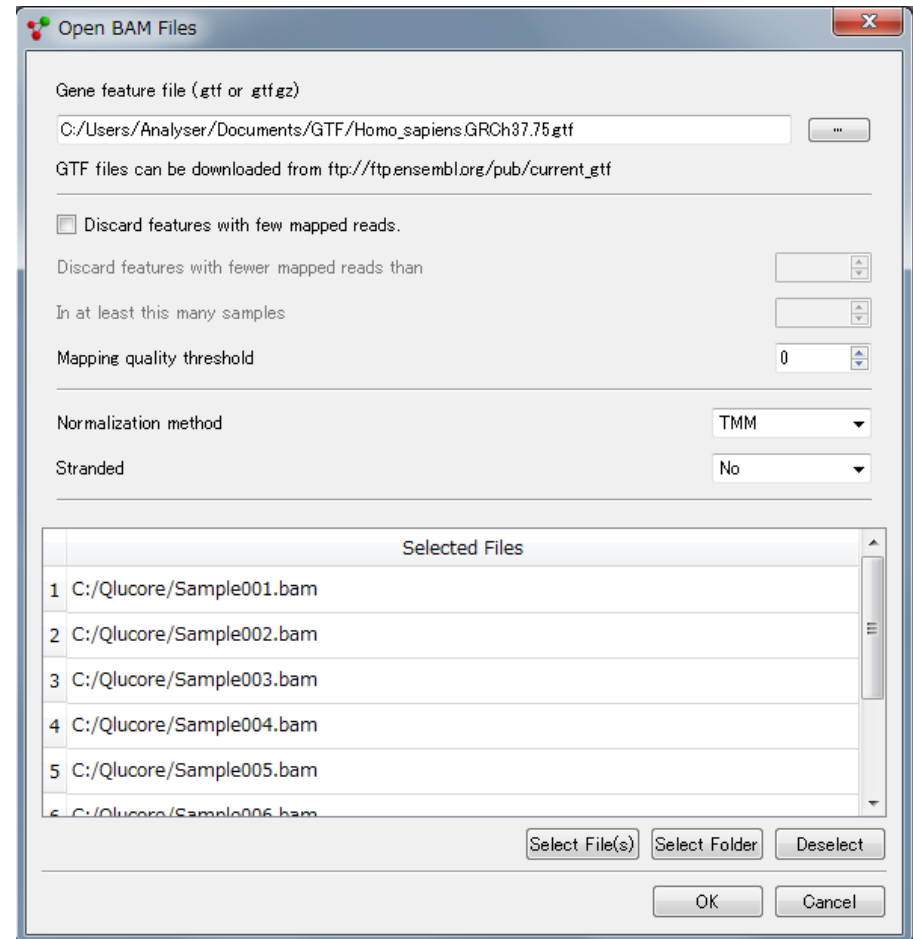 Open BAM Files
Gene feature file (.gtf or .gtf.gz)
C:/Users/Analyser/Documents/GTF/Homo_sapiens.GRCh37.75.gtf
...
GTF files can be downloaded from ftp://ftp.ensembl.org/pub/current_gtf
Discard features with few mapped reads.
Discard features with fewer mapped reads than
In at least this many samples
Mapping quality threshold 0
Normalization method TMM
Stranded No
Selected Files
1 C:/Qlucore/Sample001.bam
2 C:/Qlucore/Sample002.bam
3 C:/Qlucore/Sample003.bam
4 C:/Qlucore/Sample004.bam
5 C:/Qlucore/Sample005.bam
6 C:/Qlucore/Sample006.bam
Select File(s) Select Folder Deselect
OK Cancel